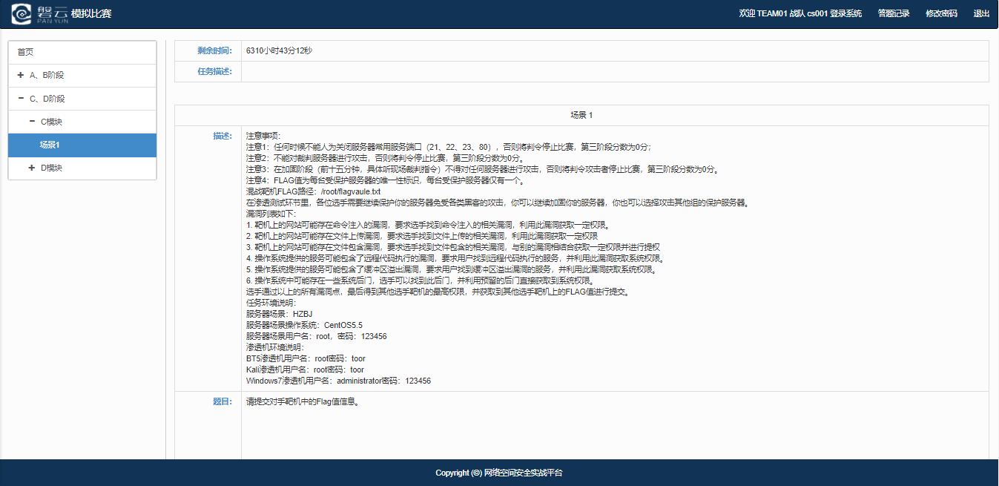 磐云 PAN YUN 模拟比赛
欢迎 TEAM01 战队 cs001 登录系统 答题记录 修改密码 退出
首页
+ A、B阶段
− C、D阶段
− C模块
场景1
+ D模块
剩余时间： 6310小时43分12秒
任务描述：
场景 1
描述： 注意事项：
注意1：任何时候不能人为关闭服务器常用服务端口（21、22、23、80），否则将判令停止比赛，第三阶段分数为0分；
注意2：不能对裁判服务器进行攻击，否则将判令停止比赛，第三阶段分数为0分。
注意3：在加固阶段（前十五分钟，具体听现场裁判指令）不得对任何服务器进行攻击，否则将判令攻击者停止比赛，第三阶段分数为0分。
注意4：FLAG值为每台受保护服务器的唯一性标识，每台受保护服务器仅有一个。
混战靶机FLAG路径：/root/flagvaule.txt
在渗透测试环节里，各位选手需要继续保护你的服务器免受各类黑客的攻击，你可以继续加固你的服务器，你也可以选择攻击其他组的保护服务器。
漏洞列表如下：
1. 靶机上的网站可能存在命令注入的漏洞，要求选手找到命令注入的相关漏洞，利用此漏洞获取一定权限。
2. 靶机上的网站可能存在文件上传漏洞，要求选手找到文件上传的相关漏洞，利用此漏洞获取一定权限
3. 靶机上的网站可能存在文件包含漏洞，要求选手找到文件包含的相关漏洞，与别的漏洞相结合获取一定权限并进行提权
4. 操作系统提供的服务可能包含了远程代码执行的漏洞，要求用户找到远程代码执行的服务，并利用此漏洞获取系统权限。
5. 操作系统提供的服务可能包含了缓冲区溢出漏洞，要求用户找到缓冲区溢出漏洞的服务，并利用此漏洞获取系统权限。
6. 操作系统中可能存在一些系统后门，选手可以找到此后门，并利用预留的后门直接获取到系统权限。
选手通过以上的所有漏洞点，最后得到其他选手靶机的最高权限，并获取到其他选手靶机上的FLAG值进行提交。
任务环境说明：
服务器场景：HZBJ
服务器场景操作系统：CentOS5.5
服务器场景用户名：root，密码：123456
渗透机环境说明：
BT5渗透机用户名：root密码：toor
Kali渗透机用户名：root密码：toor
Windows7渗透机用户名：administrator密码：123456
题目： 请提交对手靶机中的Flag值信息。
Copyright (©) 网络空间安全实战平台